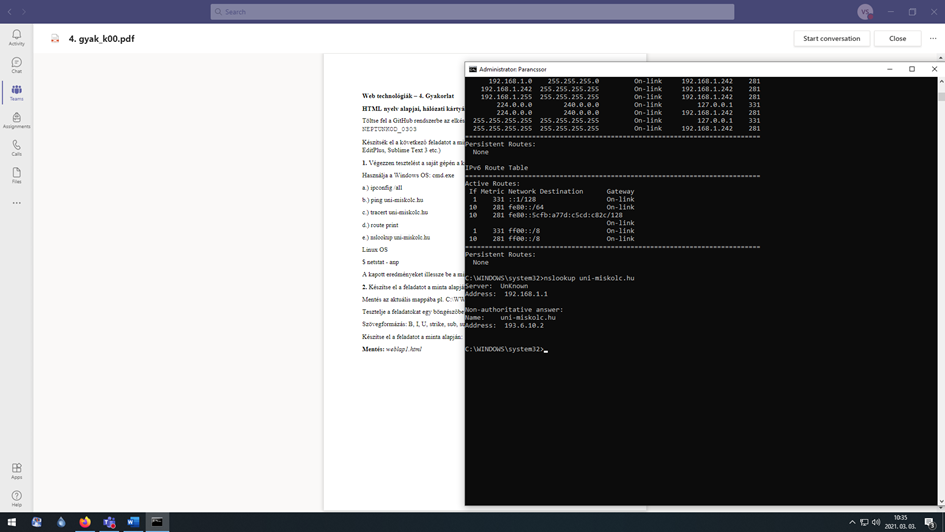 Search
VS
Activity
Chat
Teams
Assignments
Calls
Files
Apps
Help
4. gyak_k00.pdf
Start conversation
Close
Web technológiák – 4. Gyakorlat
HTML nyelv alapjai, hálózati kártyá
Töltse fel a GitHub rendszerbe az elkés
NEPTUNKOD_0303
Készítsék el a következő feladatot a min
EditPlus, Sublime Text 3 etc.)
1. Végezzen tesztelést a saját gépén a k
Használja a Windows OS: cmd.exe
a.) ipconfig /all
b.) ping uni-miskolc.hu
c.) tracert uni-miskolc.hu
d.) route print
e.) nslookup uni-miskolc.hu
Linux OS
5 netstat - anp
A kapott eredményeket illessze be a m
2. Készítse el a feladatot a minta alapján
Mentés az aktuális mappába pl. C:\WW
Tesztelje a feladatokat egy böngészőbe
Szövegformázás: B, I, U, strike, sub, su
Készítse el a feladatot a minta alapján:
Mentés: weblap1.html
Administrator: Parancssor
192.168.1.0 255.255.255.0 On-link 192.168.1.242 281
192.168.1.242 255.255.255.255 On-link 192.168.1.242 281
192.168.1.255 255.255.255.255 On-link 192.168.1.242 281
224.0.0.0 240.0.0.0 On-link 127.0.0.1 331
224.0.0.0 240.0.0.0 On-link 192.168.1.242 281
255.255.255.255 255.255.255.255 On-link 127.0.0.1 331
255.255.255.255 255.255.255.255 On-link 192.168.1.242 281
===========================================================================
Persistent Routes:
None
IPv6 Route Table
===========================================================================
Active Routes:
If Metric Network Destination Gateway
1 331 ::1/128 On-link
10 281 fe80::/64 On-link
10 281 fe80::5cfb:a77d:c5cd:c82c/128
On-link
1 331 ff00::/8 On-link
10 281 ff00::/8 On-link
===========================================================================
Persistent Routes:
None
C:\WINDOWS\system32>nslookup uni-miskolc.hu
Server: UnKnown
Address: 192.168.1.1
Non-authoritative answer:
Name: uni-miskolc.hu
Address: 193.6.10.2
C:\WINDOWS\system32>
10:35
2021. 03. 03.